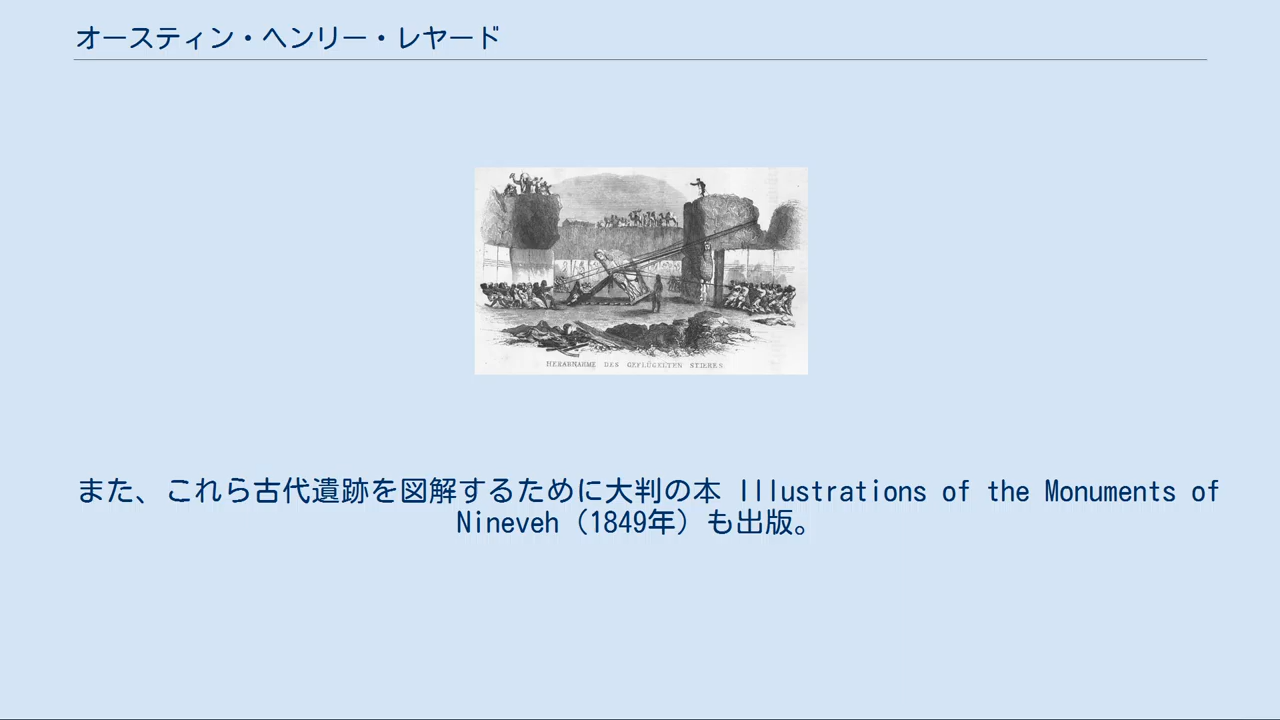 オースティン・ヘンリー・レヤード
HERABNAHME DES GEFLÜGELTEN STIERES
また、これら古代遺跡を図解するために大判の本 Illustrations of the Monuments of
Nineveh（1849年）も出版。